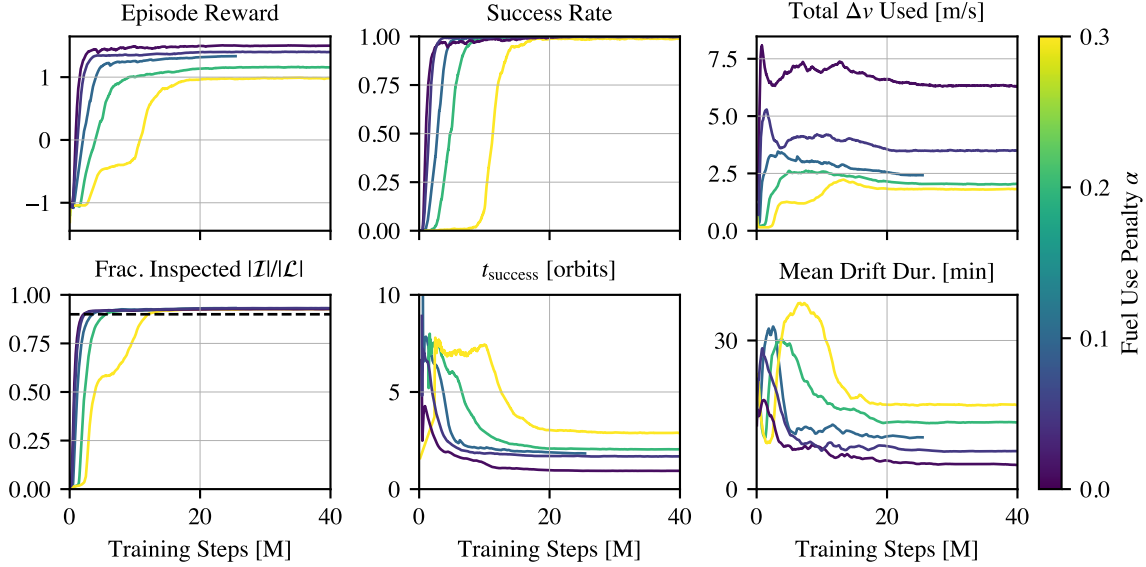 Episode Reward
Success Rate
Total Δv Used [m/s]
1
0
−1
0
20
40
1.00
0.75
0.50
0.25
0.00
7.5
5.0
2.5
0.0
0.3
0.2
0.1
0.0
Fuel Use Penalty α
Frac. Inspected |𝓘|/|𝓛|
t_success [orbits]
Mean Drift Dur. [min]
1.00
0.75
0.50
0.25
0.00
0 20 40
Training Steps [M]
10
5
0
0 20 40
Training Steps [M]
30
0
0 20 40
Training Steps [M]